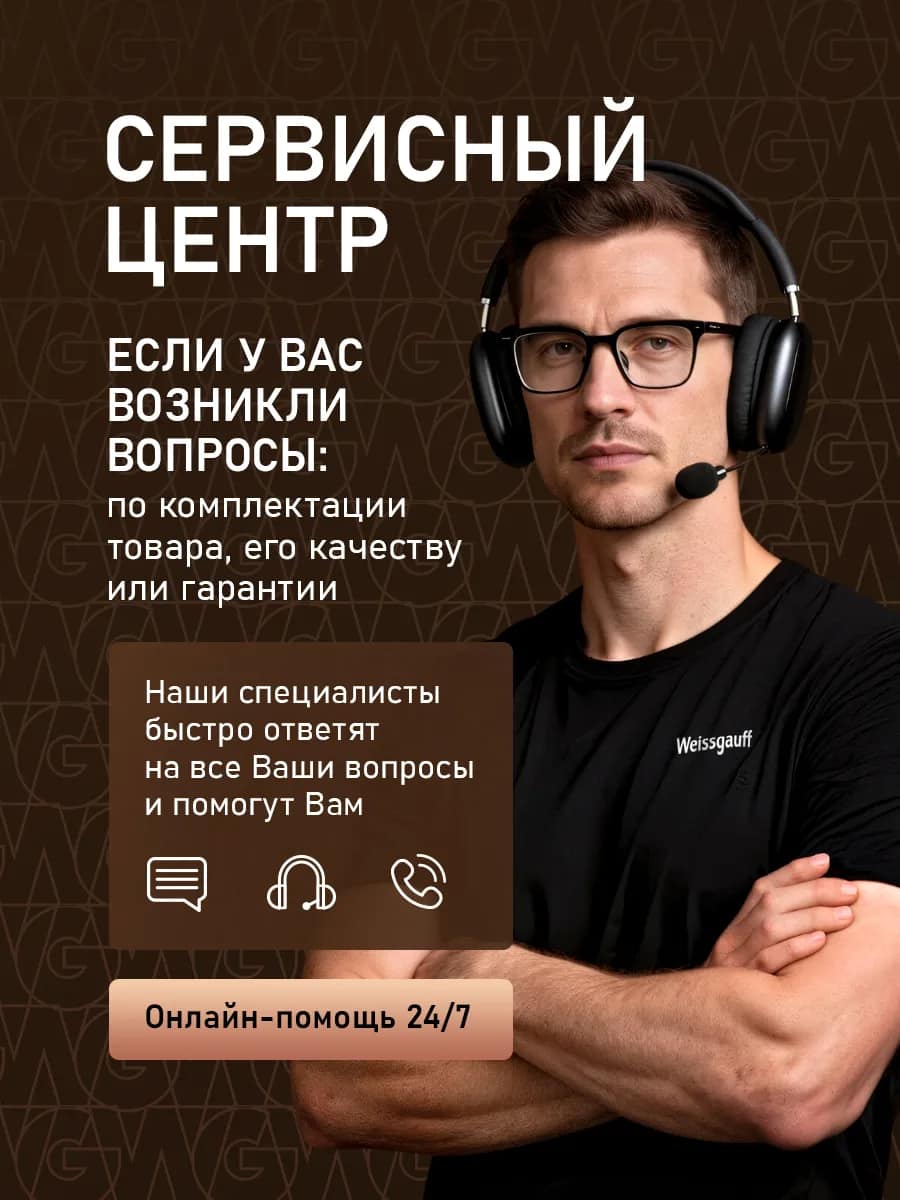 СЕРВИСНЫЙ
ЦЕНТР
ЕСЛИ У ВАС
ВОЗНИКЛИ
ВОПРОСЫ:
по комплектации
товара, его качеству
или гарантии
Наши специалисты
быстро ответят
на все Ваши вопросы
и помогут Вам
Weissgauff
Онлайн-помощь 24/7